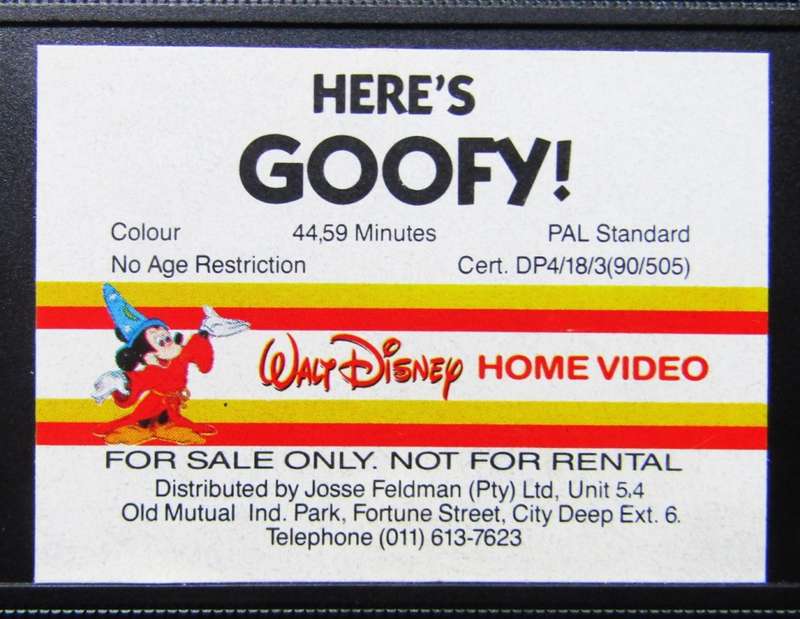 HERE'S
GOOFY!
Colour 44,59 Minutes PAL Standard
No Age Restriction Cert. DP4/18/3(90/505)
WALT DISNEY HOME VIDEO
FOR SALE ONLY. NOT FOR RENTAL
Distributed by Josse Feldman (Pty) Ltd, Unit 5.4
Old Mutual Ind. Park, Fortune Street, City Deep Ext. 6.
Telephone (011) 613-7623